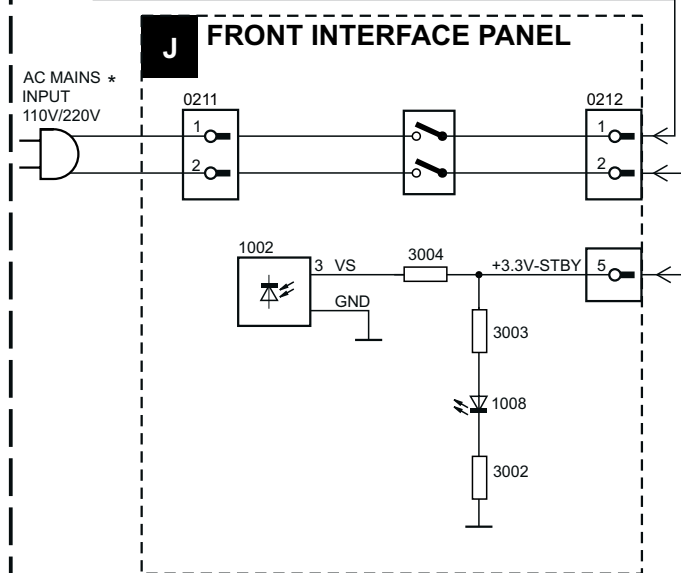 J FRONT INTERFACE PANEL
AC MAINS *
INPUT
110V/220V
0211
0212
1
1
2
2
1002
3 VS
3004
+3.3V-STBY
5
GND
3003
1008
3002